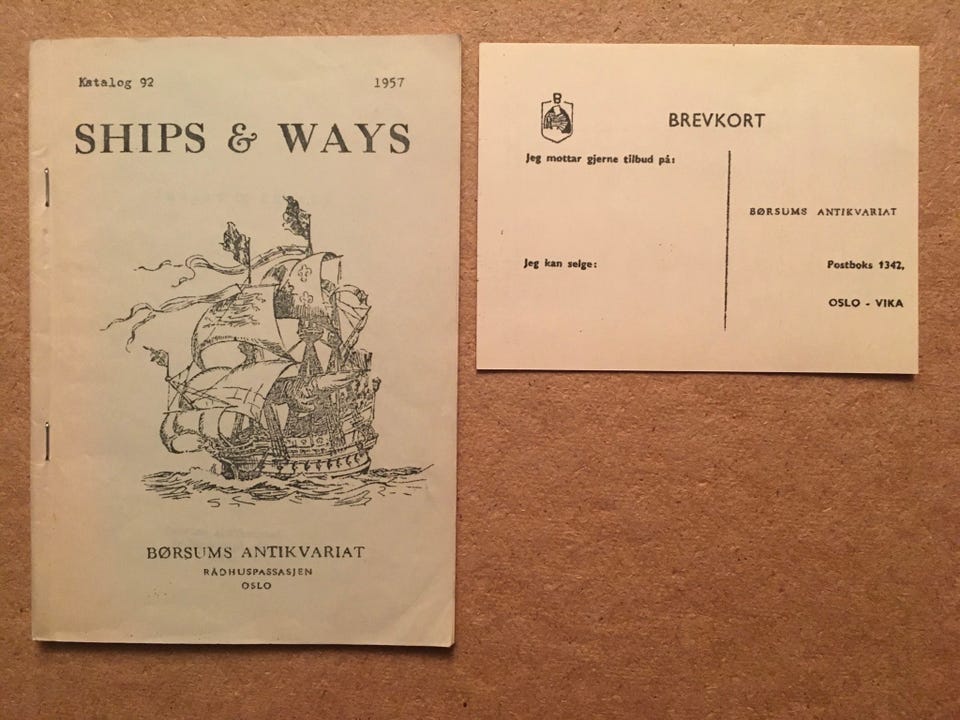 Katalog 92 1957
SHIPS & WAYS
BØRSUMS ANTIKVARIAT
RÅDHUSPASSASJEN
OSLO
B
BREVKORT
Jeg mottar gjerne tilbud på:
BØRSUMS ANTIKVARIAT
Jeg kan selge:
Postboks 1342,
OSLO - VIKA